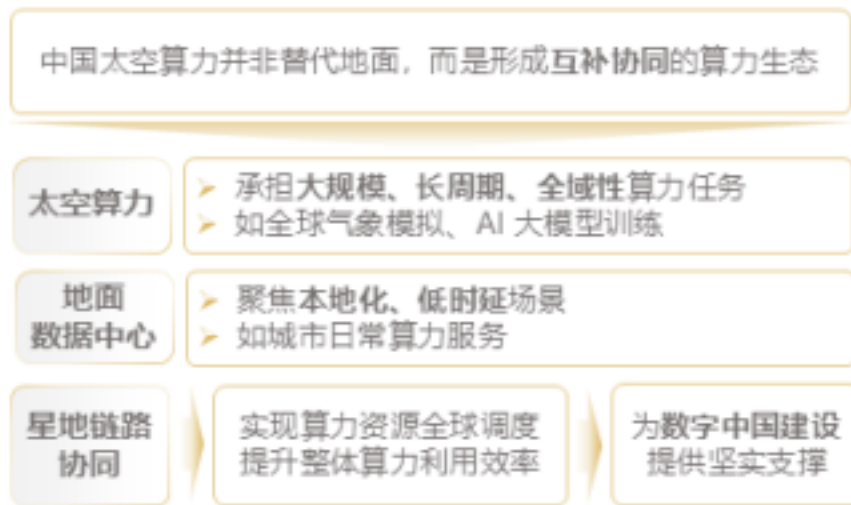 中国太空算力并非替代地面，而是形成互补协同的算力生态
太空算力
承担大规模、长周期、全域性算力任务
如全球气象模拟、AI 大模型训练
地面
数据中心
聚焦本地化、低时延场景
如城市日常算力服务
星地链路
协同
实现算力资源全球调度
提升整体算力利用效率
为数字中国建设
提供坚实支撑